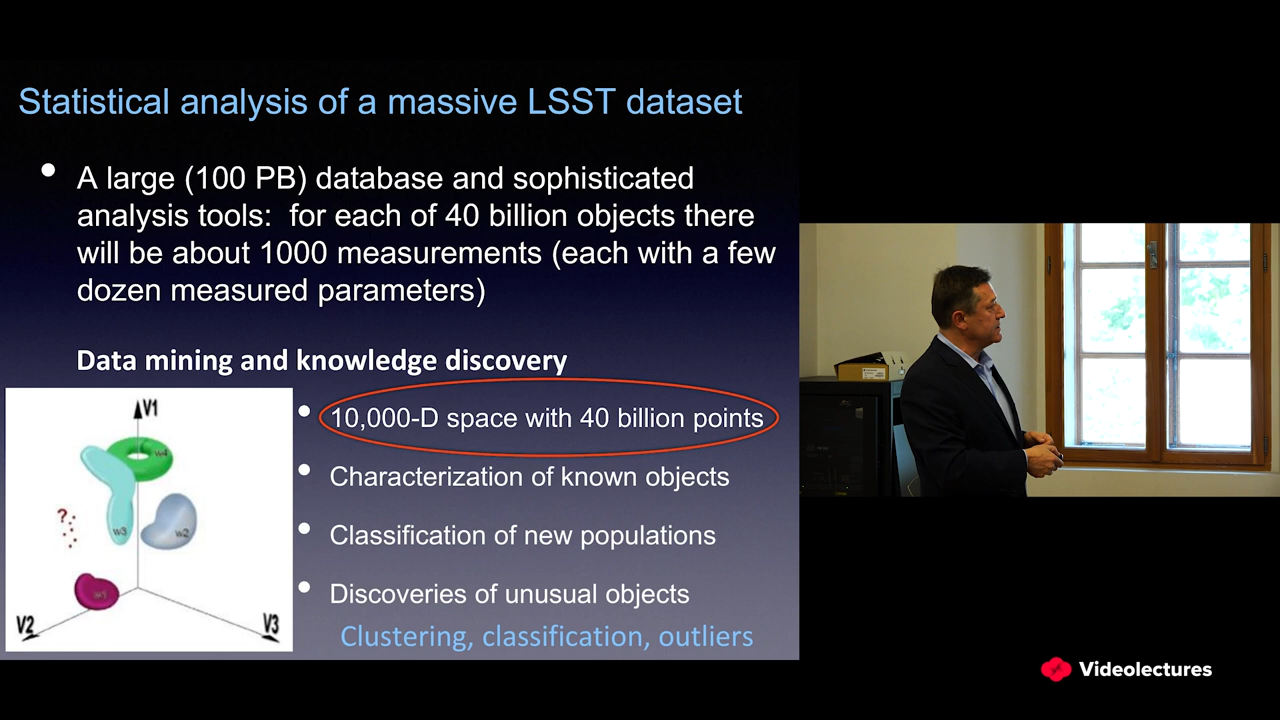 Statistical analysis of a massive LSST dataset
• A large (100 PB) database and sophisticated
analysis tools:  for each of 40 billion objects there
will be about 1000 measurements (each with a few
dozen measured parameters)
Data mining and knowledge discovery
• 10,000-D space with 40 billion points
• Characterization of known objects
• Classification of new populations
• Discoveries of unusual objects
Clustering, classification, outliers
V1
w4
w3
w2
?
V2
V3
Videolectures